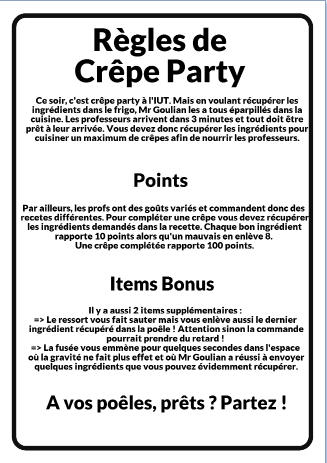 Règles de
Crêpe Party
Ce soir, c'est crêpe party à l'IUT. Mais en voulant récupérer les
ingrédients dans le frigo, Mr Goulian les a tous éparpillés dans la
cuisine. Les professeurs arrivent dans 3 minutes et tout doit être
prêt à leur arrivée. Vous devez donc récupérer les ingrédients pour
cuisiner un maximum de crêpes afin de nourrir les professeurs.
Points
Par ailleurs, les profs ont des goûts variés et commandent donc des
recetes différentes. Pour compléter une crêpe vous devez récupérer
les ingrédients demandés dans la recette. Chaque bon ingrédient
rapporte 10 points alors qu'un mauvais en enlève 8.
Une crêpe complétée rapporte 100 points.
Items Bonus
Il y a aussi 2 items supplémentaires :
=> Le ressort vous fait sauter mais vous enlève aussi le dernier
ingrédient récupéré dans la poêle ! Attention sinon la commande
pourrait prendre du retard !
=> La fusée vous emmène pour quelques secondes dans l'espace
où la gravité ne fait plus effet et où Mr Goulian a réussi à envoyer
quelques ingrédients que vous pouvez évidemment récupérer.
A vos poêles, prêts ? Partez !